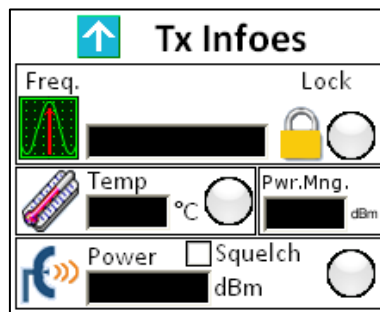 Tx Infoes
Freq. Lock
Temp Pwr.Mng.
°C dBm
Power Squelch
dBm